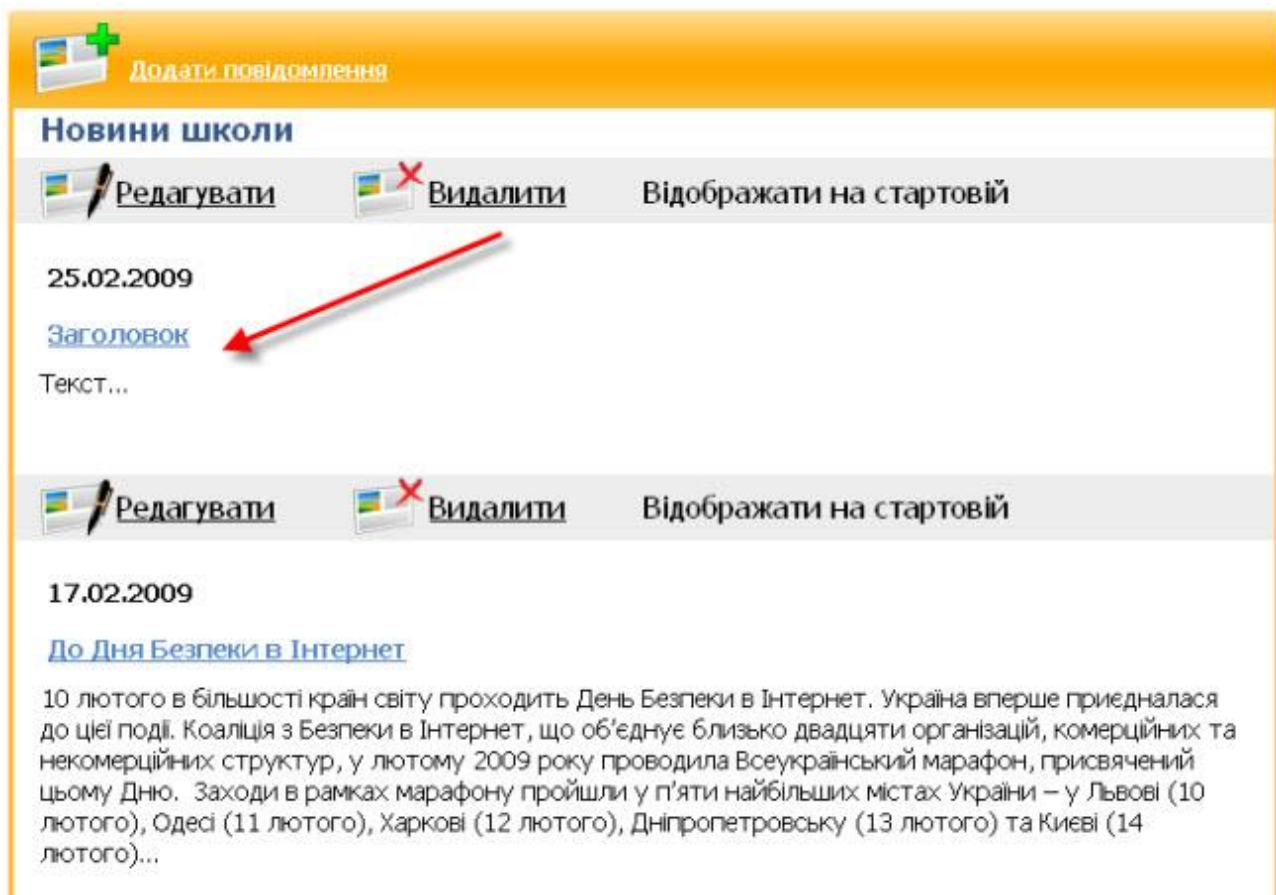 Додати повідомлення
Новини школи
Редагувати Видалити Відображати на стартовій
25.02.2009
Заголовок
Текст...
Редагувати Видалити Відображати на стартовій
17.02.2009
До Дня Безпеки в Інтернет
10 лютого в більшості країн світу проходить День Безпеки в Інтернет. Україна вперше приєдналася
до цієї події. Коаліція з Безпеки в Інтернет, що об’єднує близько двадцяти організацій, комерційних та
некомерційних структур, у лютому 2009 року проводила Всеукраїнський марафон, присвячений
цьому Дню.  Заходи в рамках марафону пройшли у п’яти найбільших містах України – у Львові (10
лютого), Одесі (11 лютого), Харкові (12 лютого), Дніпропетровську (13 лютого) та Києві (14
лютого)...